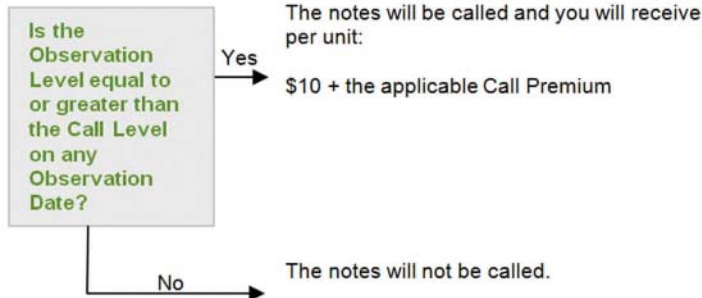 Is the
Observation
Level equal to
or greater than
the Call Level
on any
Observation
Date?
Yes
The notes will be called and you will receive
per unit:
$10 + the applicable Call Premium
No
The notes will not be called.